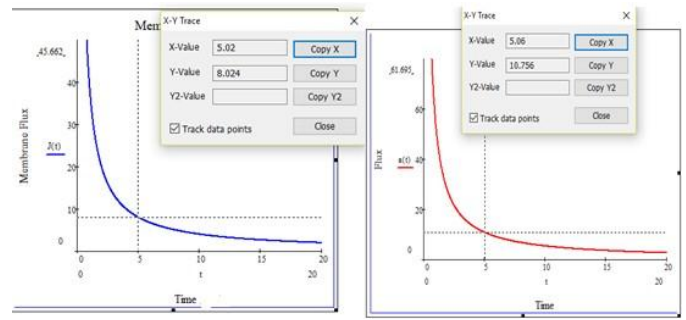 Mem
X-Y Trace
X-Value 5.02 Copy X
Y-Value 8.024 Copy Y
Y2-Value Copy Y2
Track data points Close
45.662
40
30
20
10
0
Membrane Flux
J(t)
0 5 10 15 20
0 t 20
Time
X-Y Trace
X-Value 5.06 Copy X
Y-Value 10.756 Copy Y
Y2-Value Copy Y2
Track data points Close
61.695
60
40
20
0
Flux
0 5 10 15 20
0 t 20
Time